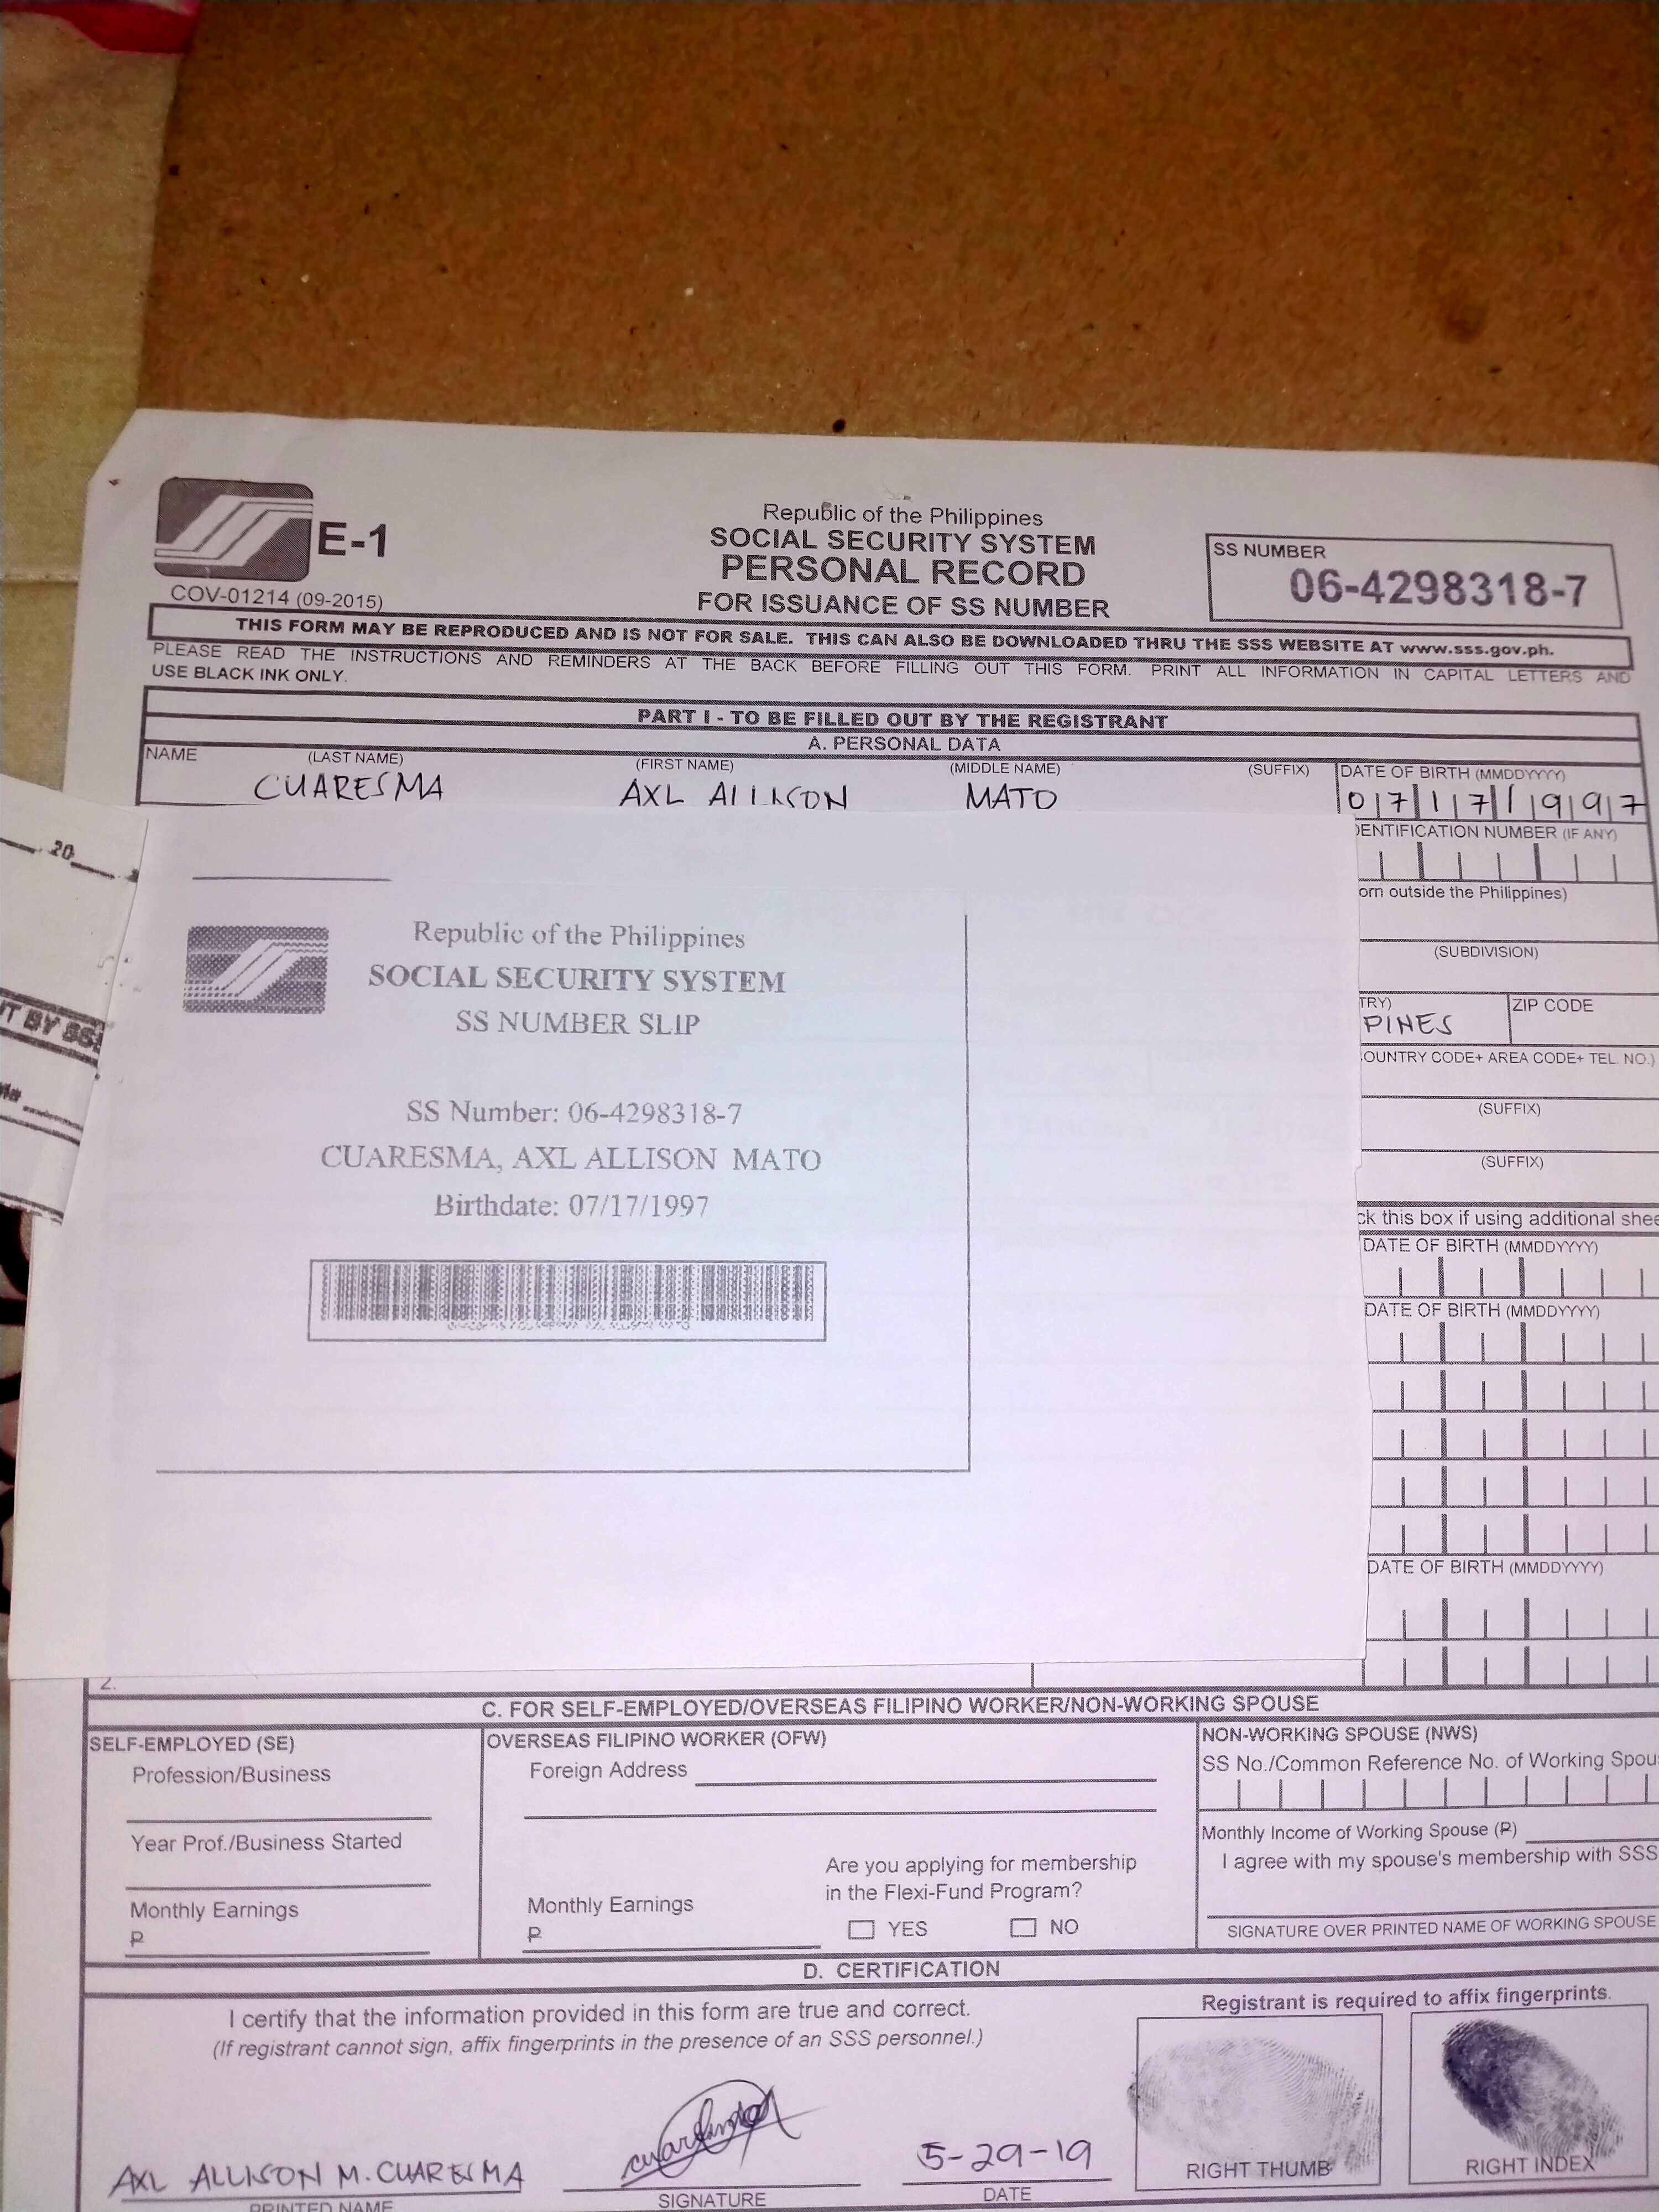 E-1
COV-01214 (09-2015)
Republic of the Philippines
SOCIAL SECURITY SYSTEM
PERSONAL RECORD
FOR ISSUANCE OF SS NUMBER
SS NUMBER
06-4298318-7
THIS FORM MAY BE REPRODUCED AND IS NOT FOR SALE. THIS CAN ALSO BE DOWNLOADED THRU THE SSS WEBSITE AT www.sss.gov.ph.
PLEASE READ THE INSTRUCTIONS AND REMINDERS AT THE BACK BEFORE FILLING OUT THIS FORM. PRINT ALL INFORMATION IN CAPITAL LETTERS AND
USE BLACK INK ONLY.
PART I - TO BE FILLED OUT BY THE REGISTRANT
A. PERSONAL DATA
NAME (LAST NAME) (FIRST NAME) (MIDDLE NAME) (SUFFIX) DATE OF BIRTH (MMDDYYYY)
CUARESMA AXL ALLISON MATO 07171997
DENTIFICATION NUMBER (IF ANY)
orn outside the Philippines)
(SUBDIVISION)
TRY) ZIP CODE
PINES
OUNTRY CODE+ AREA CODE+ TEL. NO.)
(SUFFIX)
(SUFFIX)
ck this box if using additional shee
DATE OF BIRTH (MMDDYYYY)
DATE OF BIRTH (MMDDYYYY)
DATE OF BIRTH (MMDDYYYY)
20
T BY SS
Republic of the Philippines
SOCIAL SECURITY SYSTEM
SS NUMBER SLIP
SS Number: 06-4298318-7
CUARESMA, AXL ALLISON MATO
Birthdate: 07/17/1997
2.
C. FOR SELF-EMPLOYED/OVERSEAS FILIPINO WORKER/NON-WORKING SPOUSE
SELF-EMPLOYED (SE)
Profession/Business
Year Prof./Business Started
Monthly Earnings
₱
OVERSEAS FILIPINO WORKER (OFW)
Foreign Address
Monthly Earnings
₱
Are you applying for membership
in the Flexi-Fund Program?
YES NO
NON-WORKING SPOUSE (NWS)
SS No./Common Reference No. of Working Spou
Monthly Income of Working Spouse (₱)
I agree with my spouse's membership with SSS
SIGNATURE OVER PRINTED NAME OF WORKING SPOUSE
D. CERTIFICATION
I certify that the information provided in this form are true and correct.
(If registrant cannot sign, affix fingerprints in the presence of an SSS personnel.)
Registrant is required to affix fingerprints.
AXL ALLISON M. CUARESMA
PRINTED NAME
SIGNATURE
5-29-19
DATE
RIGHT THUMB
RIGHT INDEX